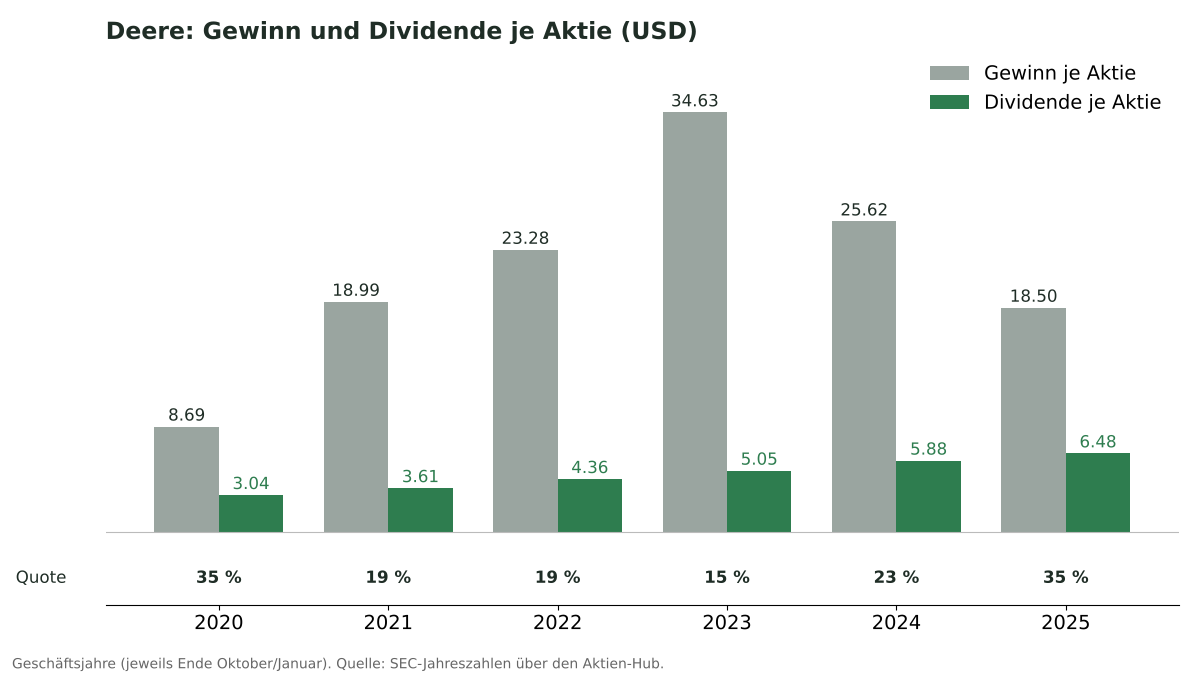 Deere: Gewinn und Dividende je Aktie (USD)
Gewinn je Aktie
Dividende je Aktie
34.63
25.62
23.28
18.99
18.50
8.69
6.48
5.88
5.05
4.36
3.61
3.04
Quote 35 % 19 % 19 % 15 % 23 % 35 %
2020 2021 2022 2023 2024 2025
Geschäftsjahre (jeweils Ende Oktober/Januar). Quelle: SEC-Jahreszahlen über den Aktien-Hub.